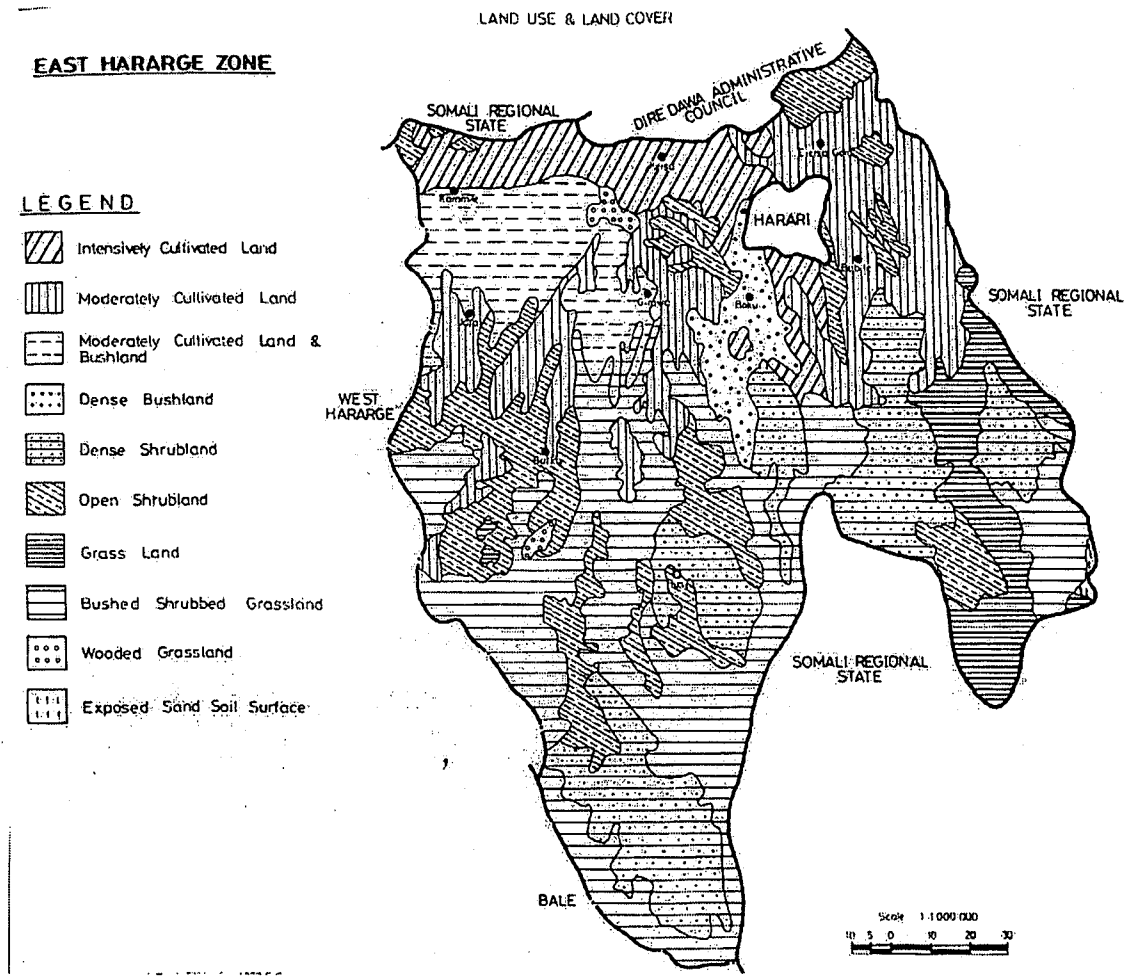 LAND USE & LAND COVER
EAST HARARGE ZONE
SOMALI REGIONAL
STATE
DIRE DAWA ADMINISTRATIVE
COUNCIL
LEGEND
Intensively Cultivated Land
Moderately Cultivated Land
Moderately Cultivated Land &
Bushland
Dense Bushland
Dense Shrubland
Open Shrubland
Grass Land
Bushed Shrubbed Grassland
Wooded Grassland
Exposed Sand Soil Surface
HARARI
Girawa
SOMALI REGIONAL
STATE
WEST
HARARGE
SOMALI REGIONAL
STATE
BALE
Scale 1:1 000 000
10 5 0 10 20 30